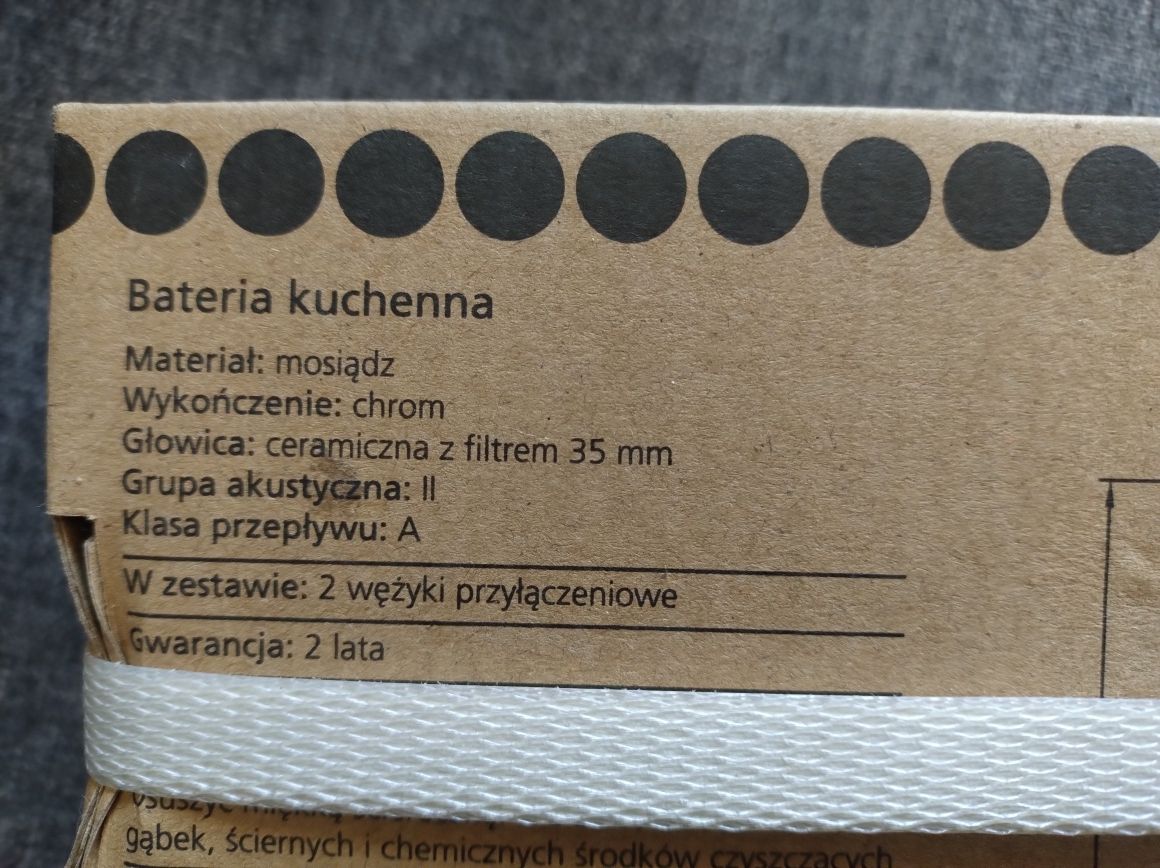 Bateria kuchenna
Materiał: mosiądz
Wykończenie: chrom
Głowica: ceramiczna z filtrem 35 mm
Grupa akustyczna: II
Klasa przepływu: A
W zestawie: 2 wężyki przyłączeniowe
Gwarancja: 2 lata
gąbek, ściernych i chemicznych środków czyszczących